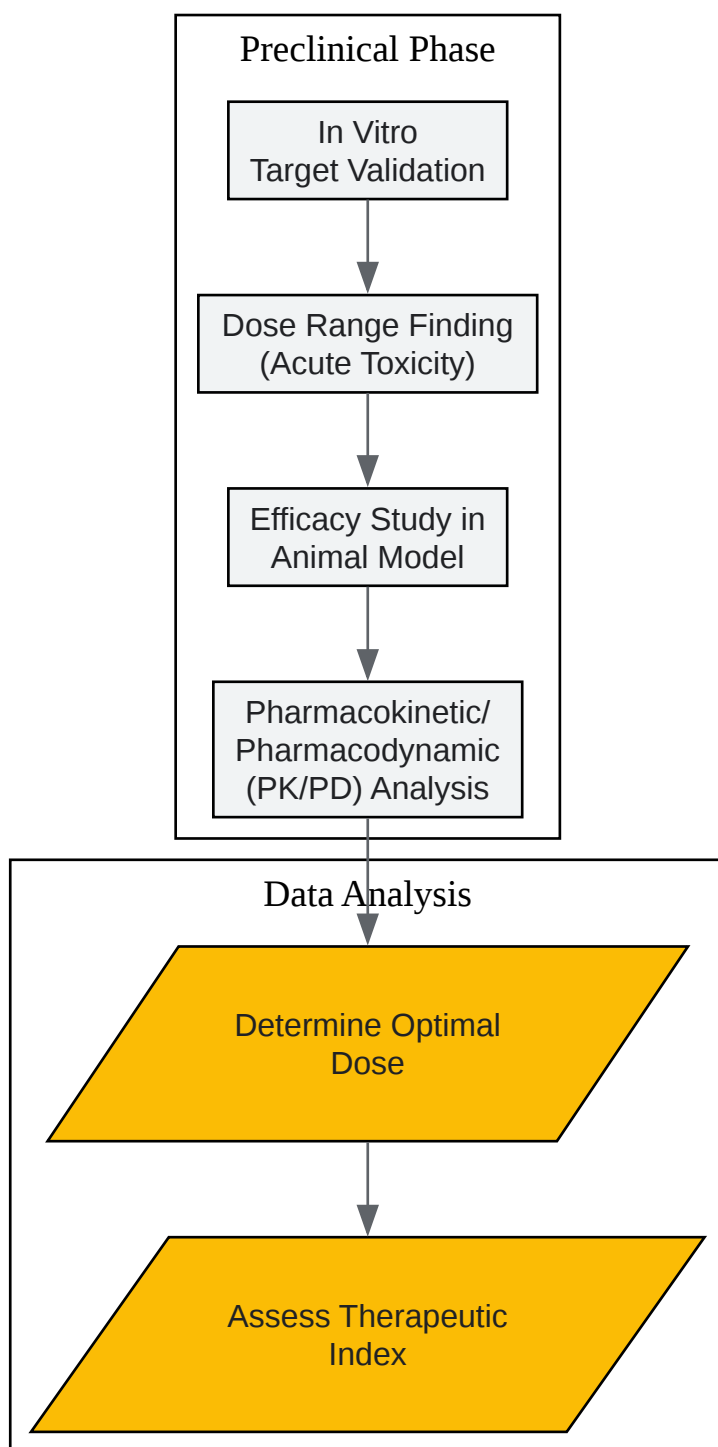 Preclinical Phase
In Vitro
Target Validation
Dose Range Finding
(Acute Toxicity)
Efficacy Study in
Animal Model
Pharmacokinetic/
Pharmacodynamic
(PK/PD) Analysis
Data Analysis
Determine Optimal
Dose
Assess Therapeutic
Index